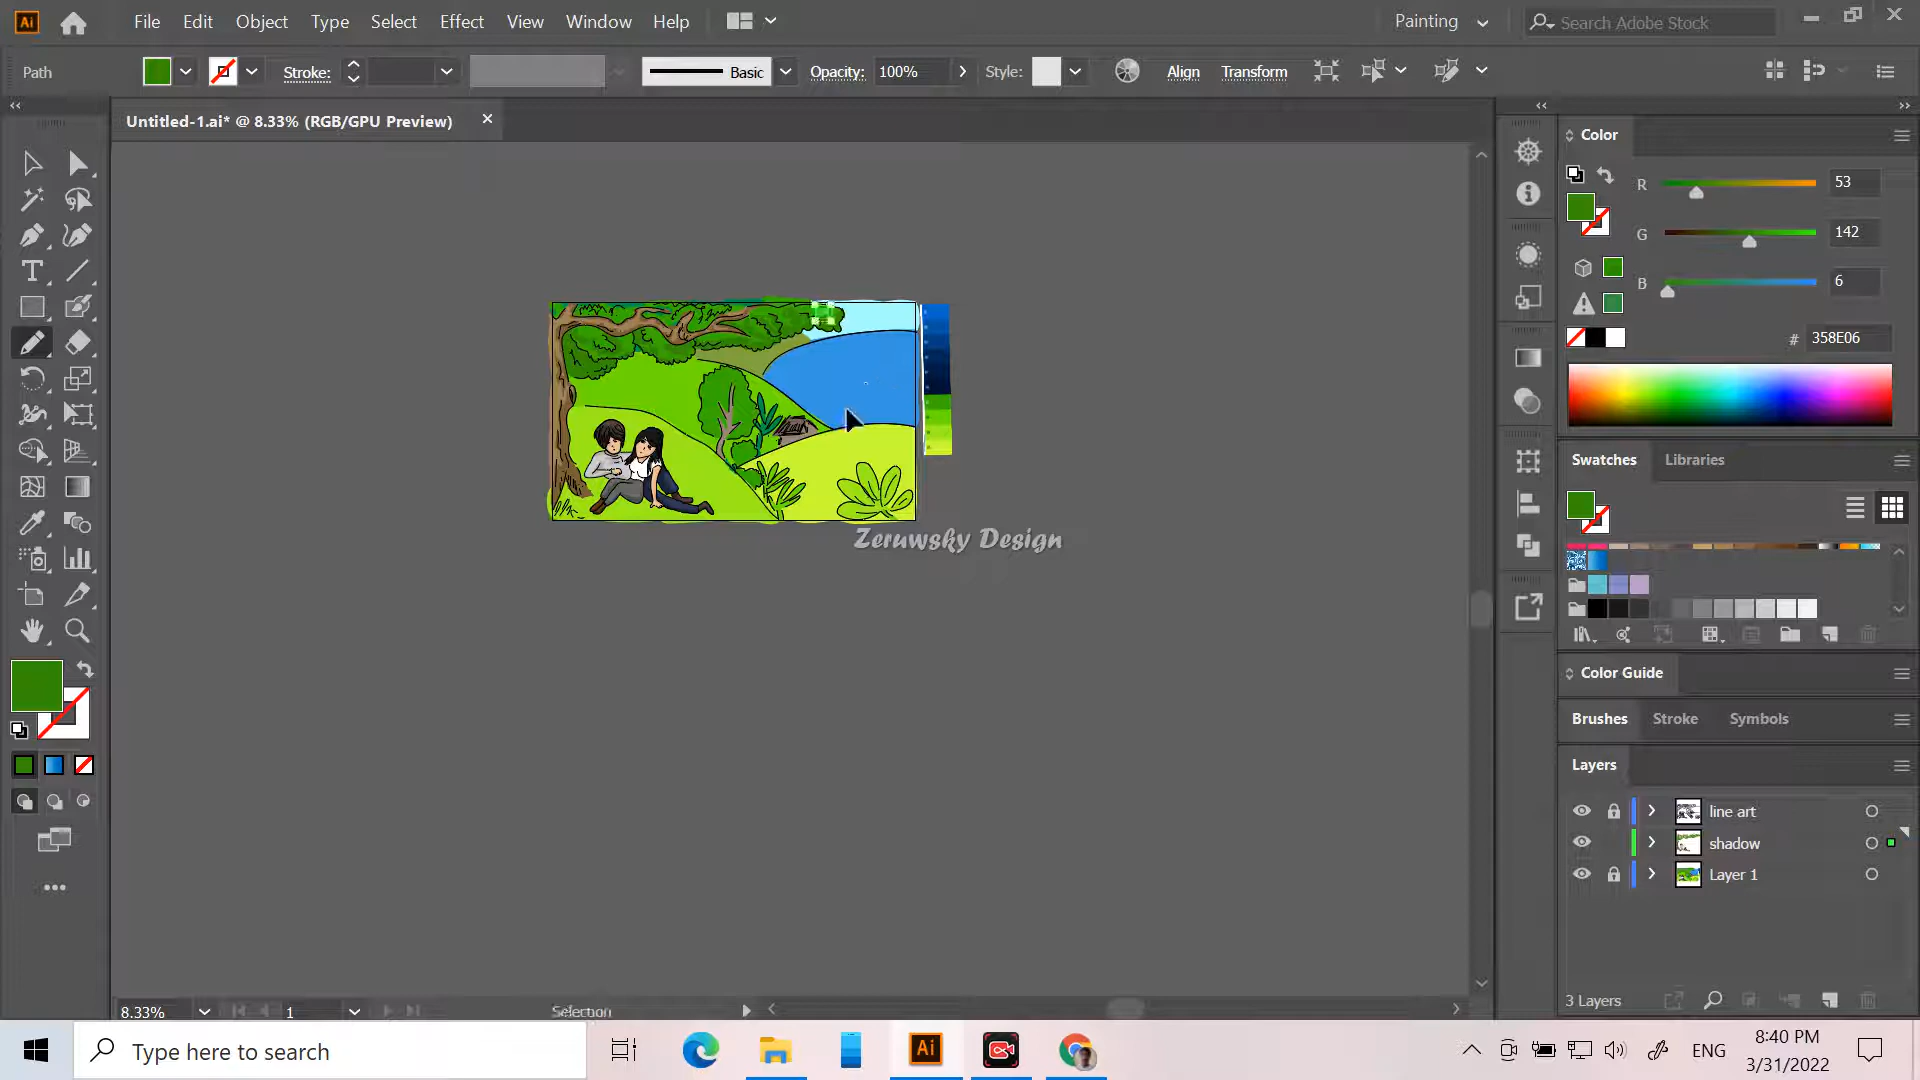 Ai File Edit Object Type Select Effect View Window Help Painting Search Adobe Stock
Path Stroke: Basic Opacity: 100% Style: Align Transform
Untitled-1.ai* @ 8.33% (RGB/GPU Preview)
Color
R 53
G 142
B 6
# 358E06
Swatches Libraries
Zeruwsky Design
Color Guide
Brushes Stroke Symbols
Layers
line art
shadow
Layer 1
3 Layers
8.33% 1 Selection
Type here to search
Ai
ENG
8:40 PM
3/31/2022